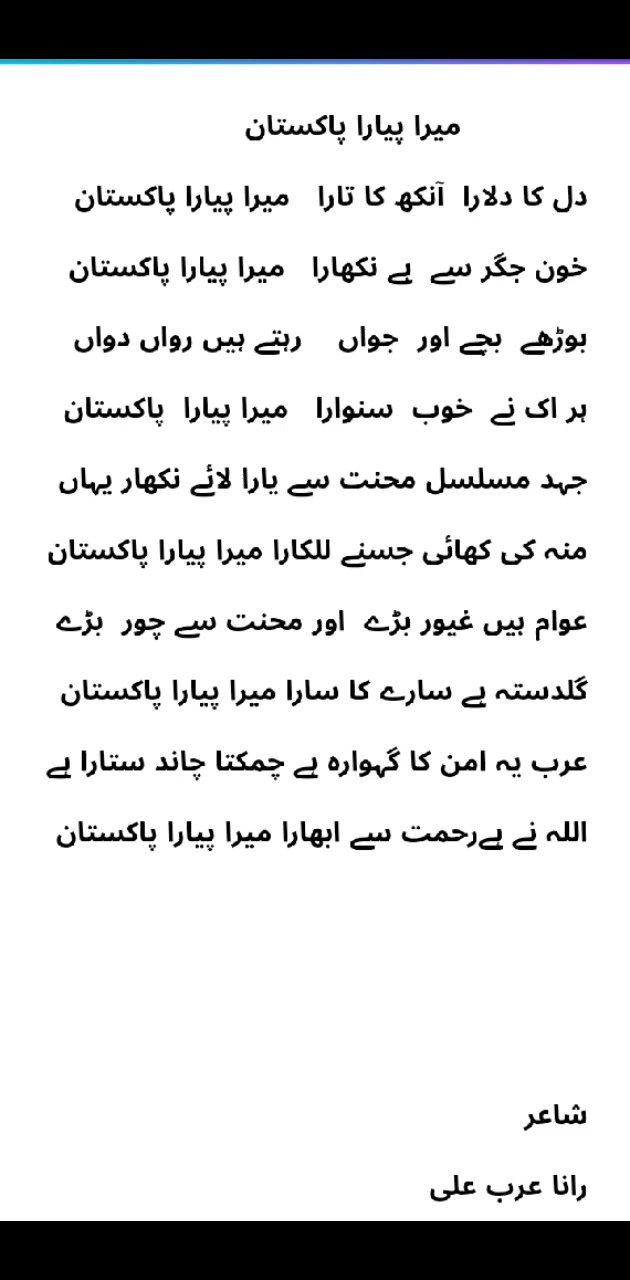 میرا پیارا پاکستان
دل کا دلارا آنکھ کا تارا میرا پیارا پاکستان
خون جگر سے ہے نکھارا میرا پیارا پاکستان
بوڑھے بچے اور جواں رہتے ہیں رواں دواں
ہر اک نے خوب سنوارا میرا پیارا پاکستان
جہد مسلسل محنت سے یارا لائے نکھار یہاں
منہ کی کھائی جسنے للکارا میرا پیارا پاکستان
عوام ہیں غیور بڑے اور محنت سے چور بڑے
گلدستہ ہے سارے کا سارا میرا پیارا پاکستان
عرب یہ امن کا گہوارہ ہے چمکتا چاند ستارا ہے
اللہ نے ہےرحمت سے ابھارا میرا پیارا پاکستان
شاعر
رانا عرب علی